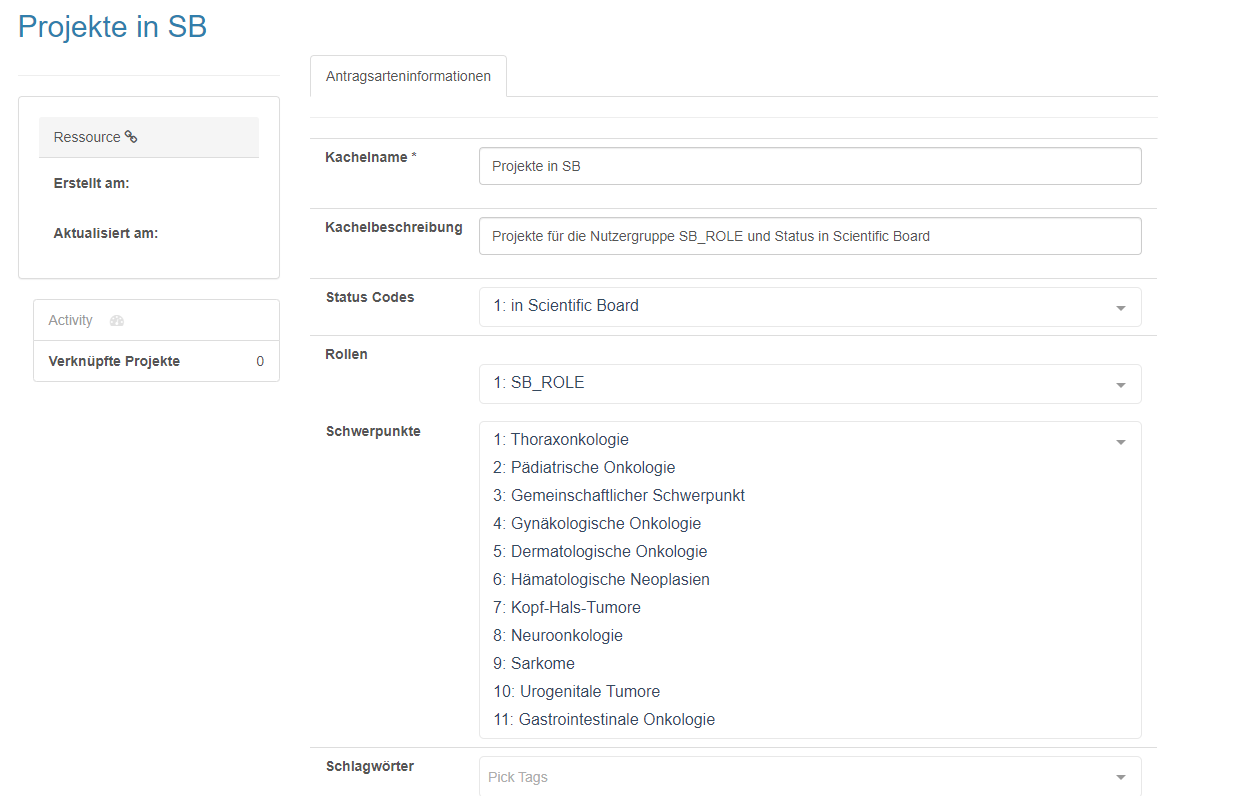 Projekte in SB
Antragsarteninformationen
Ressource
Erstellt am:
Aktualisiert am:
Activity
Verknüpfte Projekte 0
Kachelname *
Projekte in SB
Kachelbeschreibung
Projekte für die Nutzergruppe SB_ROLE und Status in Scientific Board
Status Codes
1: in Scientific Board
Rollen
1: SB_ROLE
Schwerpunkte
1: Thoraxonkologie
2: Pädiatrische Onkologie
3: Gemeinschaftlicher Schwerpunkt
4: Gynäkologische Onkologie
5: Dermatologische Onkologie
6: Hämatologische Neoplasien
7: Kopf-Hals-Tumore
8: Neuroonkologie
9: Sarkome
10: Urogenitale Tumore
11: Gastrointestinale Onkologie
Schlagwörter
Pick Tags